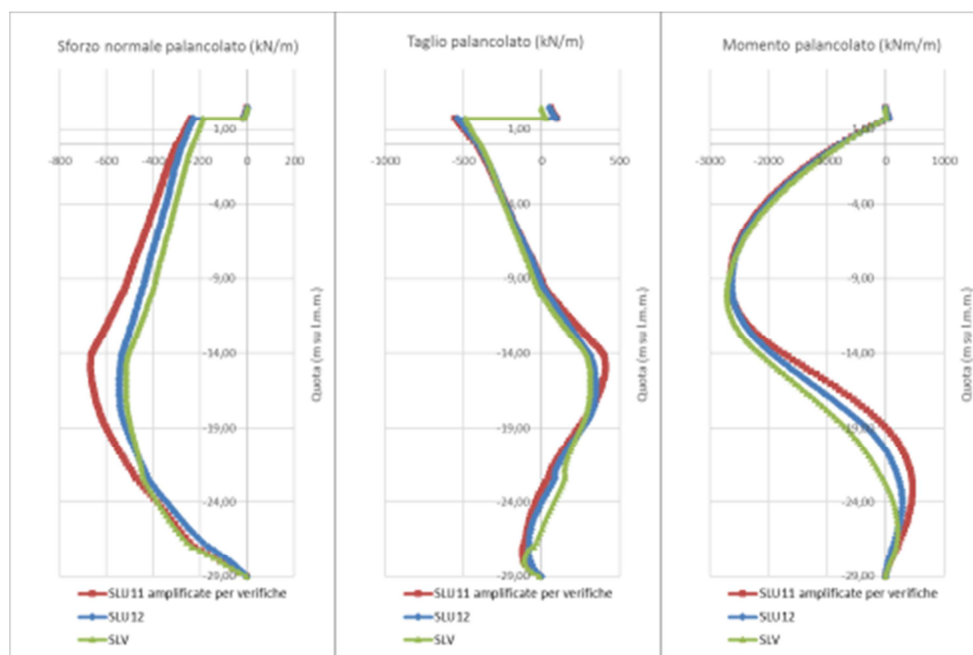 Sforzo normale palancolato (kN/m)
1,00
-800 -600 -400 -200 0 200
-4,00
-9,00
-14,00
-19,00
-24,00
-29,00
Quota (m su l.m.m.)
SLU11 amplificate per verifiche
SLU12
SLV
Taglio palancolato (kN/m)
1,00
-1000 -500 0 500
-4,00
-9,00
-14,00
-19,00
-24,00
-29,00
Quota (m su l.m.m.)
SLU11 amplificate per verifiche
SLU12
SLV
Momento palancolato (kNm/m)
1,00
-3000 -2000 -1000 0 1000
-4,00
-9,00
-14,00
-19,00
-24,00
-29,00
Quota (m su l.m.m.)
SLU11 amplificate per verifiche
SLU12
SLV